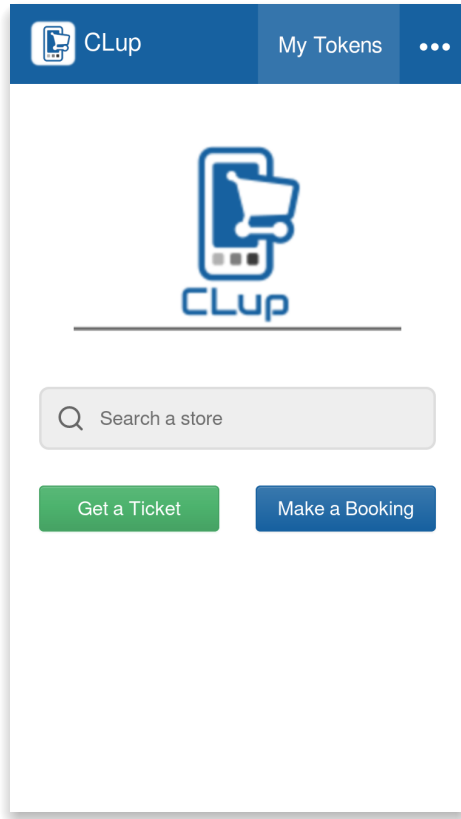 CLup
My Tokens
CLup
Search a store
Get a Ticket
Make a Booking